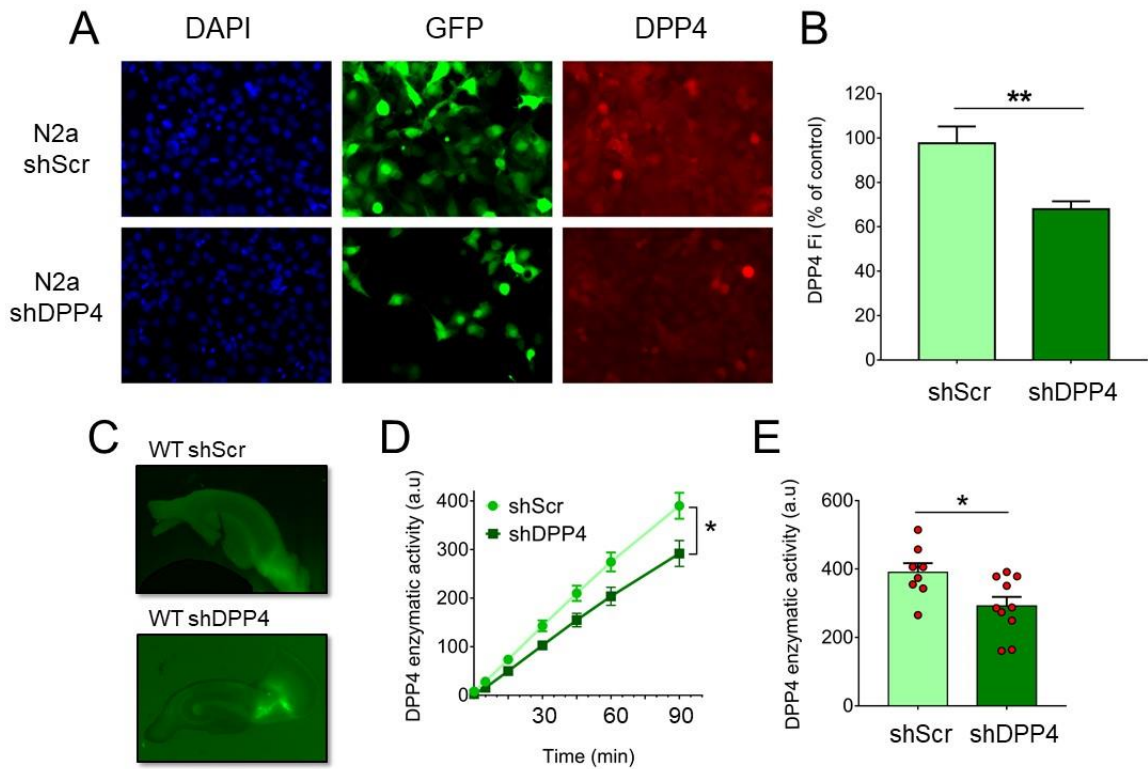 A
DAPI
GFP
DPP4
N2a
shScr
N2a
shDPP4
B
DPP4 Fi (% of control)
120
100
80
60
40
20
0
**
shScr
shDPP4
C
WT shScr
WT shDPP4
D
DPP4 enzymatic activity (a.u)
400
300
200
100
0
shScr
shDPP4
*
30
60
90
Time (min)
E
DPP4 enzymatic activity (a.u)
600
400
200
0
*
shScr
shDPP4